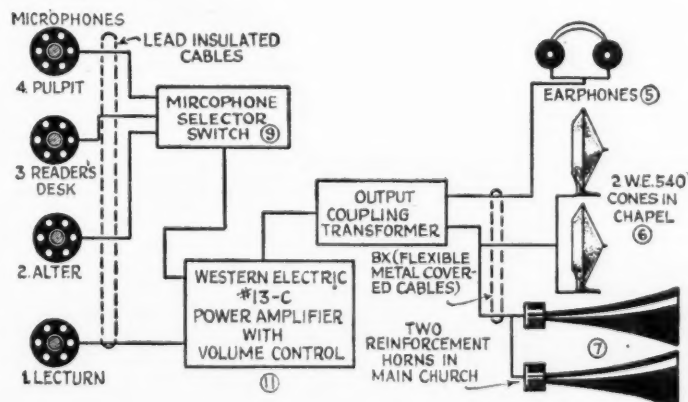 MICROPHONES
LEAD INSULATED
CABLES
4. PULPIT
MIRCOPHONE
SELECTOR
SWITCH ⑨
3 READER'S
DESK
2. ALTER
1. LECTURN
WESTERN ELECTRIC
#13-C
POWER AMPLIFIER
WITH
VOLUME CONTROL
⑪
OUTPUT
COUPLING
TRANSFORMER
BX (FLEXIBLE
METAL COVER-
ED CABLES)
TWO
REINFORCEMENT
HORNS IN
MAIN CHURCH
EARPHONES ⑤
2 W.E. 540
CONES IN
CHAPEL
⑥
⑦